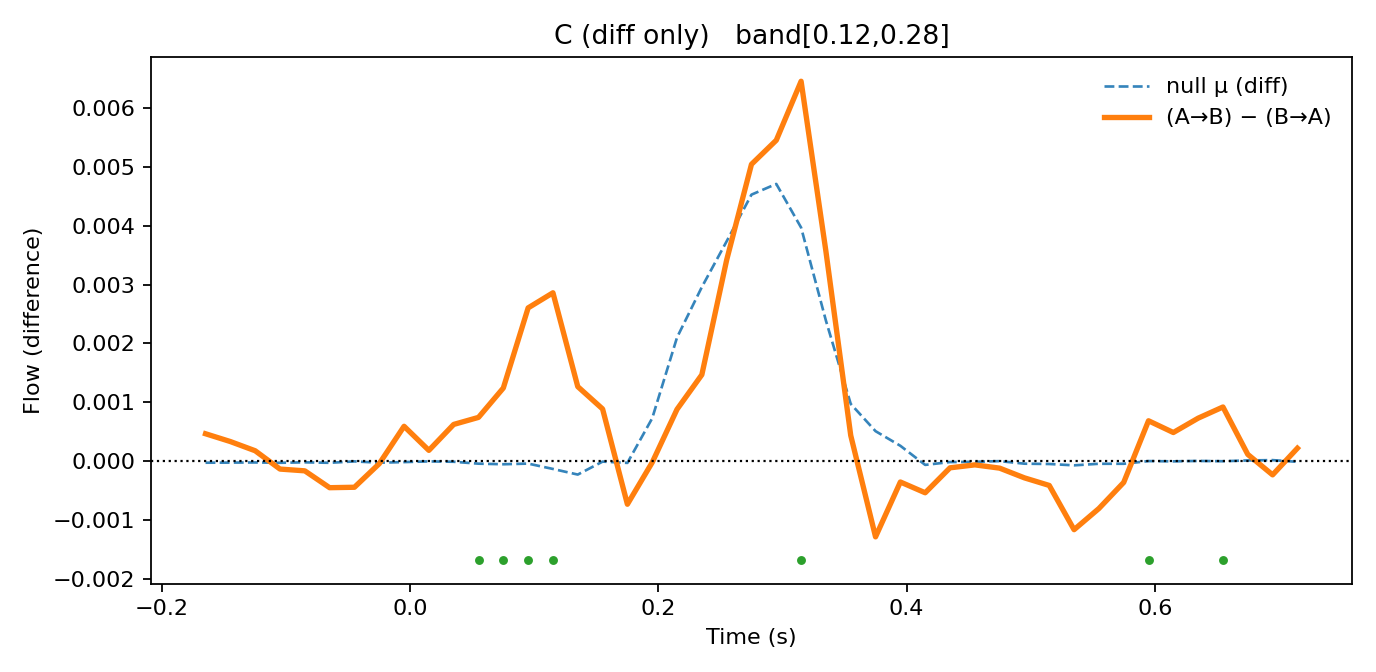 C (diff only)   band[0.12,0.28]
null μ (diff)
(A→B) − (B→A)
Flow (difference)
0.006
0.005
0.004
0.003
0.002
0.001
0.000
−0.001
−0.002
−0.2
0.0
0.2
0.4
0.6
Time (s)